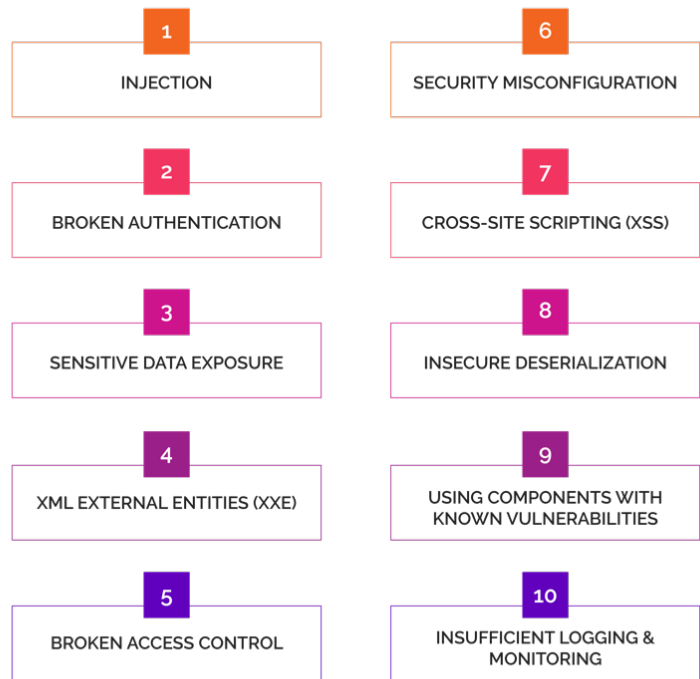 1
INJECTION
2
BROKEN AUTHENTICATION
3
SENSITIVE DATA EXPOSURE
4
XML EXTERNAL ENTITIES (XXE)
5
BROKEN ACCESS CONTROL
6
SECURITY MISCONFIGURATION
7
CROSS-SITE SCRIPTING (XSS)
8
INSECURE DESERIALIZATION
9
USING COMPONENTS WITH
KNOWN VULNERABILITIES
10
INSUFFICIENT LOGGING &
MONITORING